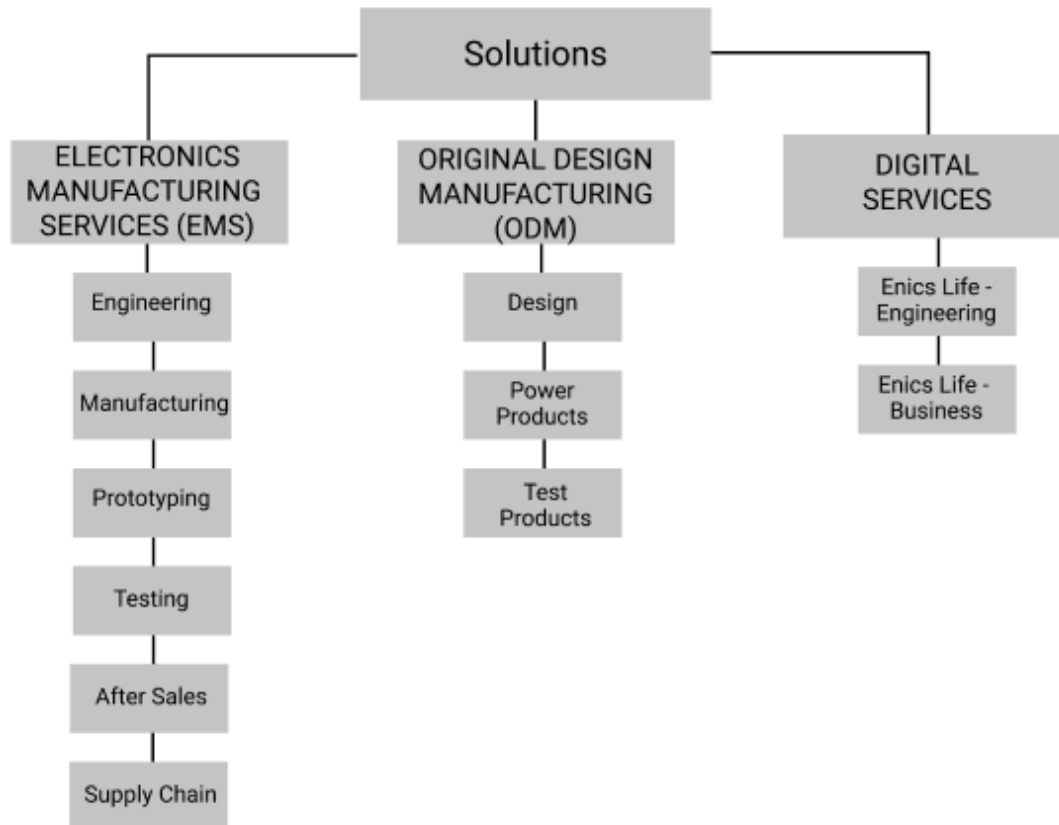 Solutions
ELECTRONICS
MANUFACTURING
SERVICES (EMS)
Engineering
Manufacturing
Prototyping
Testing
After Sales
Supply Chain
ORIGINAL DESIGN
MANUFACTURING
(ODM)
Design
Power
Products
Test
Products
DIGITAL
SERVICES
Enics Life -
Engineering
Enics Life -
Business